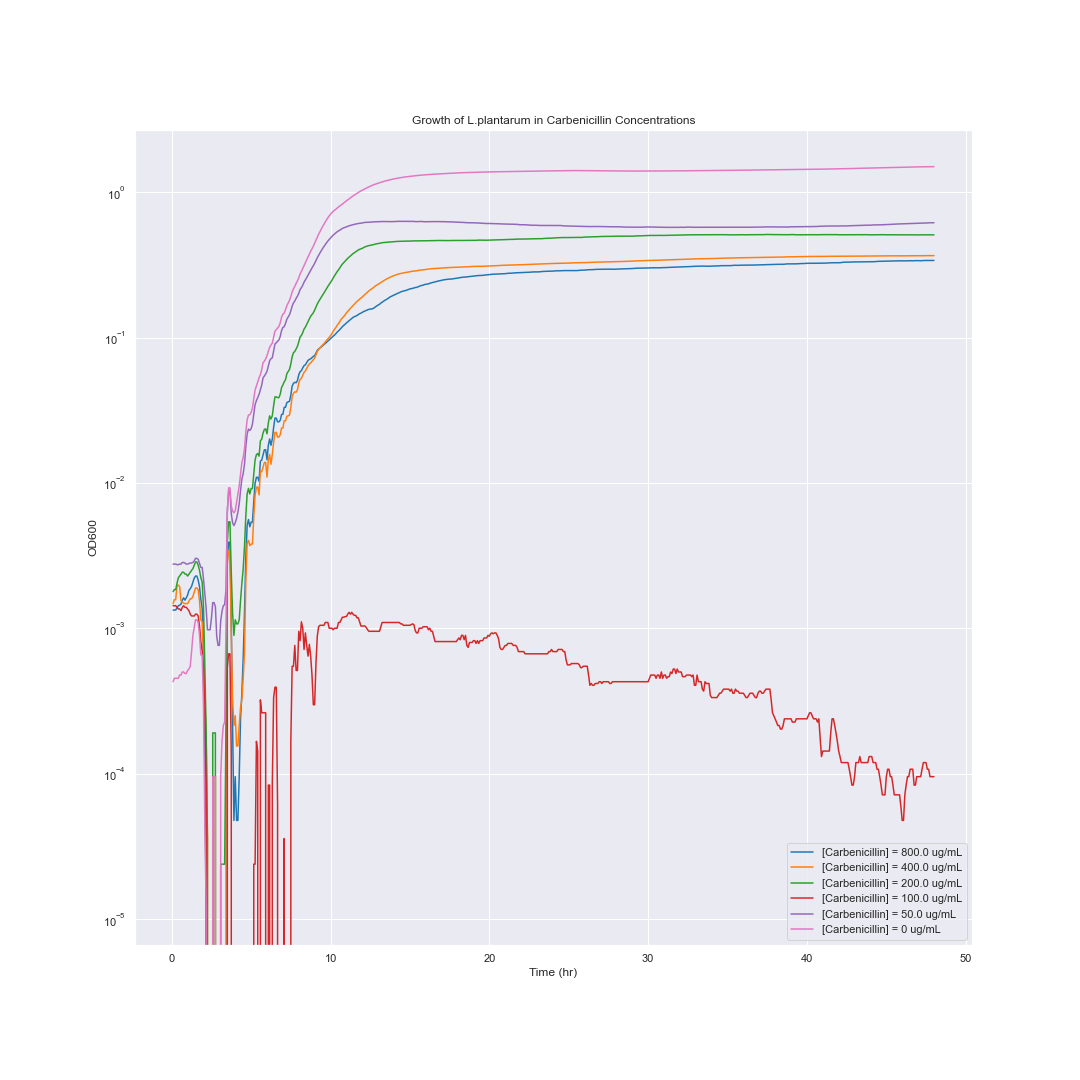 Growth of L.plantarum in Carbenicillin Concentrations
OD600
10⁰
10⁻¹
10⁻²
10⁻³
10⁻⁴
10⁻⁵
[Carbenicillin] = 800.0 ug/mL
[Carbenicillin] = 400.0 ug/mL
[Carbenicillin] = 200.0 ug/mL
[Carbenicillin] = 100.0 ug/mL
[Carbenicillin] = 50.0 ug/mL
[Carbenicillin] = 0 ug/mL
0 10 20 30 40 50
Time (hr)